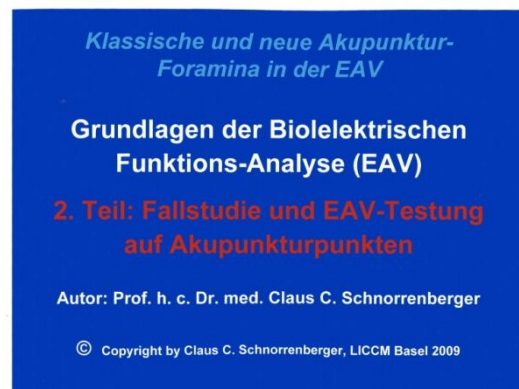 Klassische und neue Akupunktur-
Foramina in der EAV
Grundlagen der Biolelektrischen
Funktions-Analyse (EAV)
2. Teil: Fallstudie und EAV-Testung
auf Akupunkturpunkten
Autor: Prof. h. c. Dr. med. Claus C. Schnorrenberger
© Copyright by Claus C. Schnorrenberger, LICCM Basel 2009